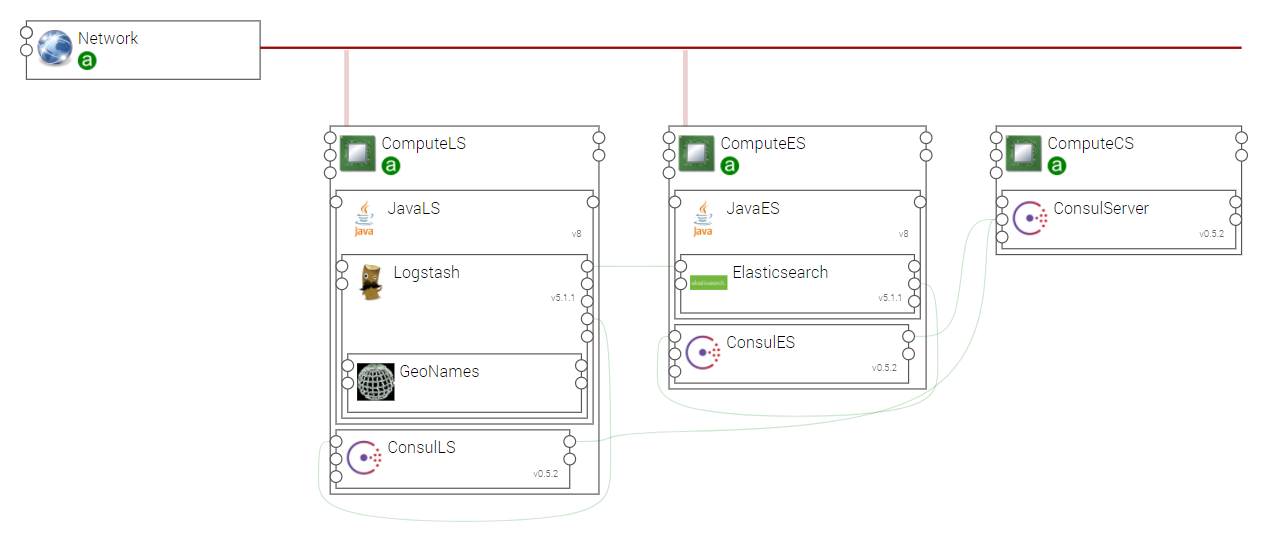 Network
a
ComputeLS
a
JavaLS
java
v8
Logstash
v5.1.1
GeoNames
ConsulLS
v0.5.2
ComputeES
a
JavaES
java
v8
Elasticsearch
elasticsearch.
v5.1.1
ConsulES
v0.5.2
ComputeCS
a
ConsulServer
v0.5.2